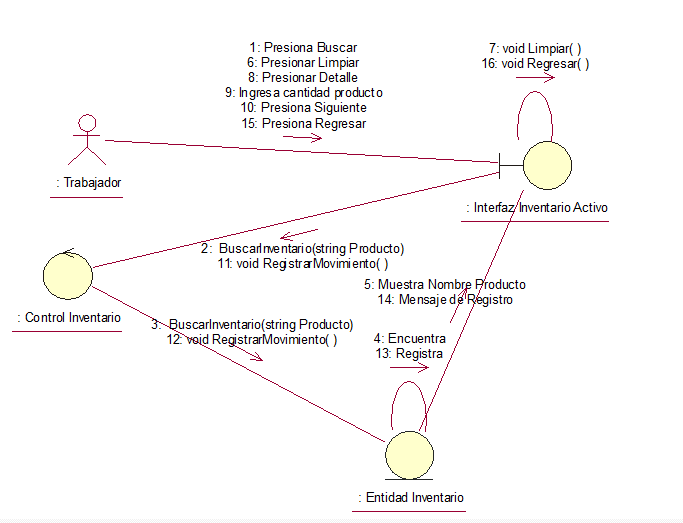 1: Presiona Buscar
6: Presionar Limpiar
8: Presionar Detalle
9: Ingresa cantidad producto
10: Presiona Siguiente
15: Presiona Regresar
7: void Limpiar( )
16: void Regresar( )
: Trabajador
: Interfaz Inventario Activo
2: BuscarInventario(string Producto)
11: void RegistrarMovimiento( )
: Control Inventario
5: Muestra Nombre Producto
14: Mensaje de Registro
3: BuscarInventario(string Producto)
12: void RegistrarMovimiento( )
4: Encuentra
13: Registra
: Entidad Inventario